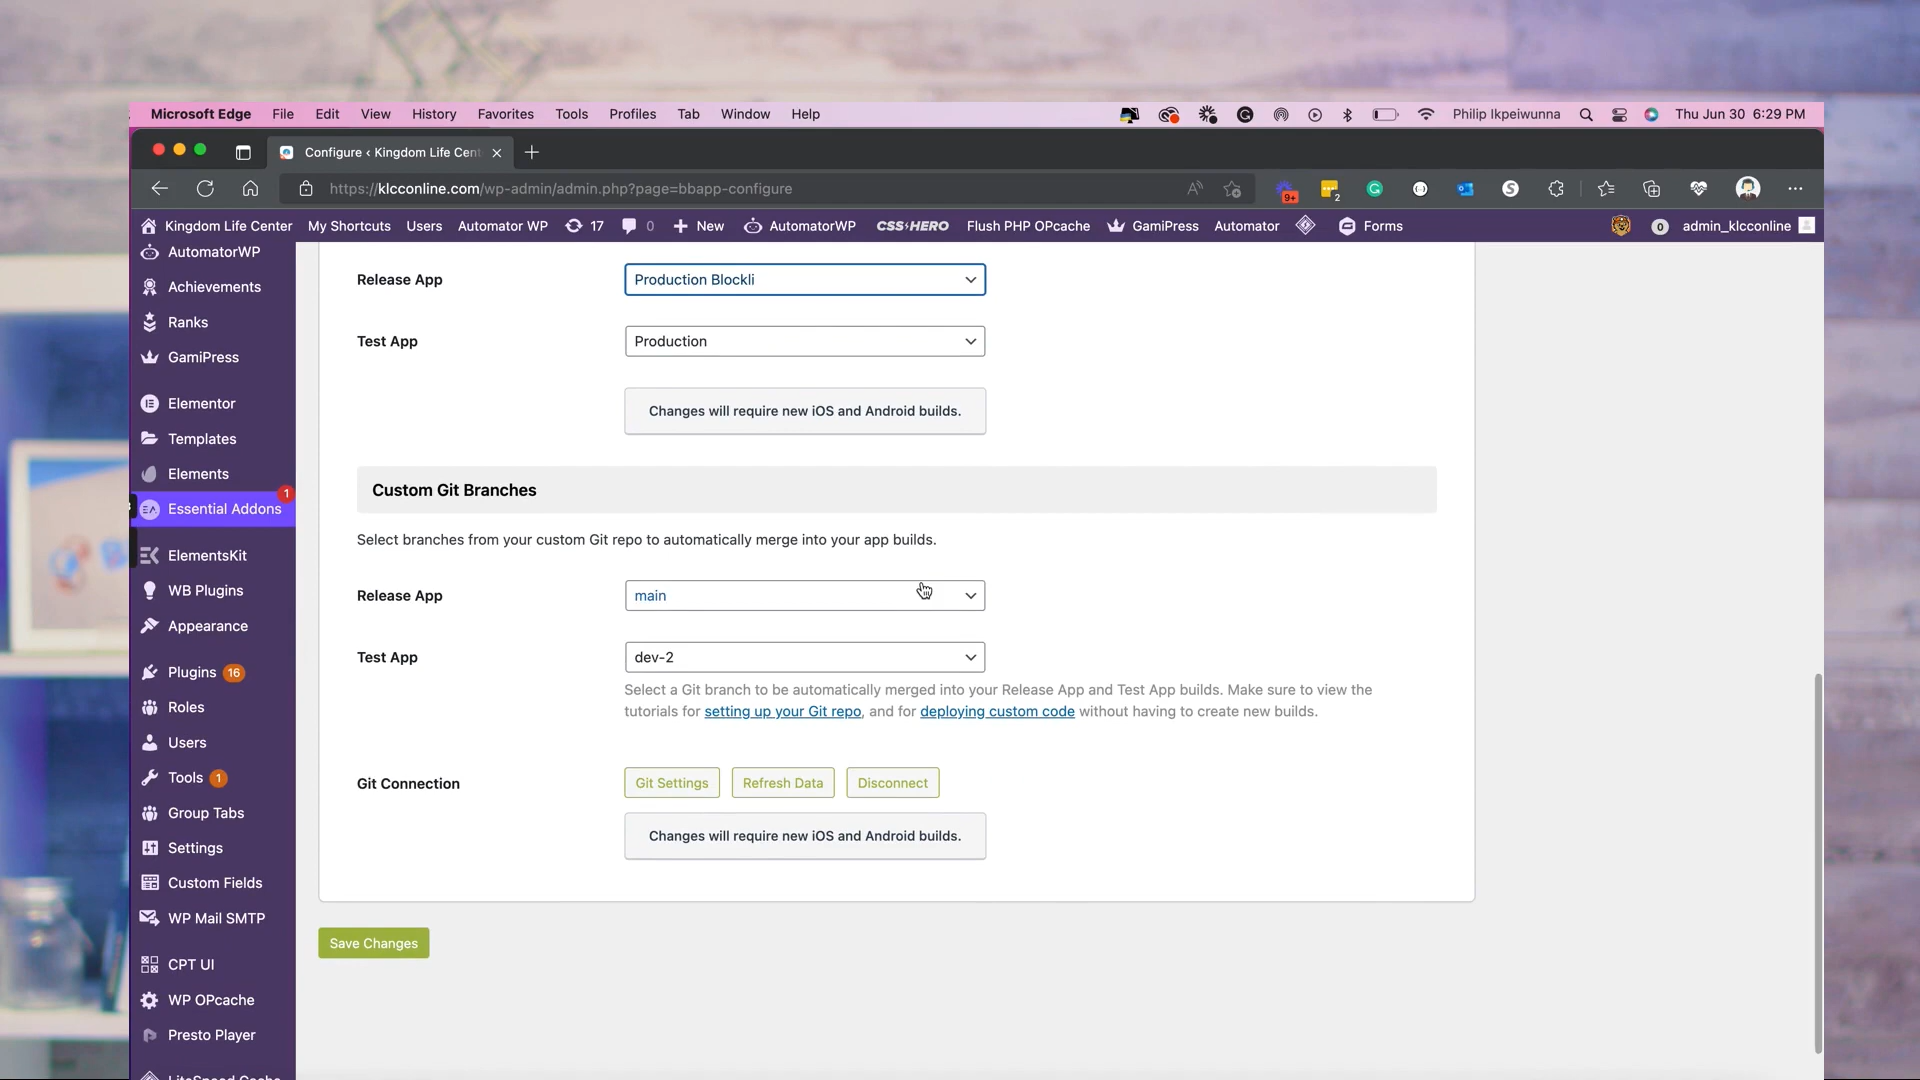 Microsoft Edge File Edit View History Favorites Tools Profiles Tab Window Help Philip Ikpeiwunna Thu Jun 30 6:29 PM
Configure ‹ Kingdom Life Cent
https://klcconline.com/wp-admin/admin.php?page=bbapp-configure 9+ 2
Kingdom Life Center My Shortcuts Users Automator WP 17 0 New AutomatorWP CSS HERO Flush PHP OPcache GamiPress Automator Forms 0 admin_klcconline
AutomatorWP
Achievements
Ranks
GamiPress
Elementor
Templates
Elements
Essential Addons 1
ElementsKit
WB Plugins
Appearance
Plugins 16
Roles
Users
Tools 1
Group Tabs
Settings
Custom Fields
WP Mail SMTP
CPT UI
WP OPcache
Presto Player
Release App Production Blockli
Test App Production
Changes will require new iOS and Android builds.
Custom Git Branches
Select branches from your custom Git repo to automatically merge into your app builds.
Release App main
Test App dev-2
Select a Git branch to be automatically merged into your Release App and Test App builds. Make sure to view the
tutorials for setting up your Git repo, and for deploying custom code without having to create new builds.
Git Connection Git Settings Refresh Data Disconnect
Changes will require new iOS and Android builds.
Save Changes